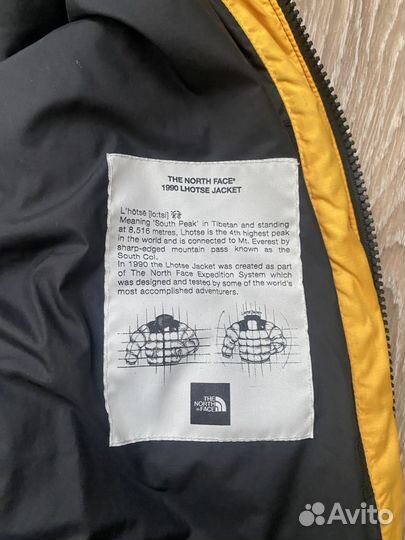 THE NORTH FACE®
1990 LHOTSE JACKET
L'hótsě [lo:tsi]
Meaning 'South Peak' in Tibetan and standing
at 8,516 metres, Lhotse is the 4th highest peak
in the world and is connected to Mt. Everest by
sharp-edged mountain pass known as the
South Col.
In 1990 the Lhotse Jacket was created as part
of The North Face Expedition System which
was designed and tested by some of the world's
most accomplished adventurers.
THE
NORTH
FACE
Avito